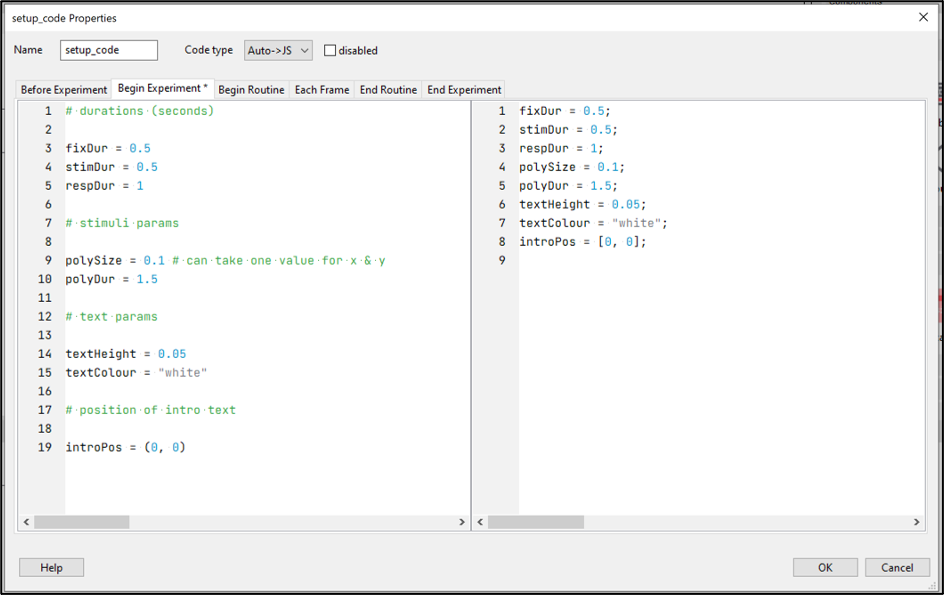 Components
setup_code Properties
Name setup_code Code type Auto->JS disabled
Before Experiment Begin Experiment * Begin Routine Each Frame End Routine End Experiment
1 # durations (seconds)
2
3 fixDur = 0.5
4 stimDur = 0.5
5 respDur = 1
6
7 # stimuli params
8
9 polySize = 0.1 # can take one value for x & y
10 polyDur = 1.5
11
12 # text params
13
14 textHeight = 0.05
15 textColour = "white"
16
17 # position of intro text
18
19 introPos = (0, 0)
1 fixDur = 0.5;
2 stimDur = 0.5;
3 respDur = 1;
4 polySize = 0.1;
5 polyDur = 1.5;
6 textHeight = 0.05;
7 textColour = "white";
8 introPos = [0, 0];
9
Help OK Cancel